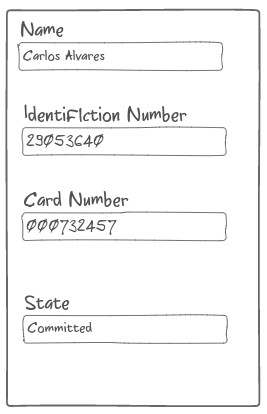 Name
Carlos Alvares
IdentiFIction Number
29053640
Card Number
000732457
State
Committed